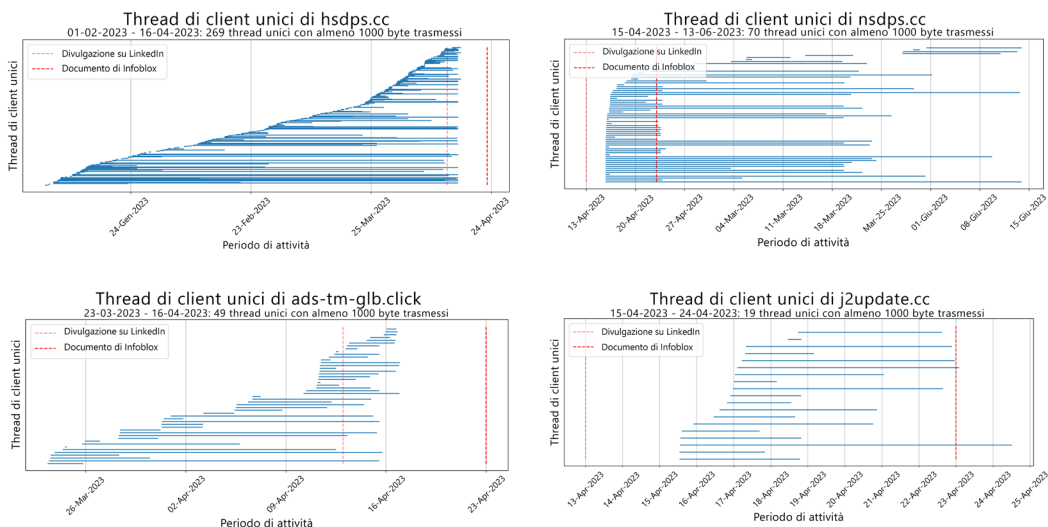 Thread di client unici di hsdps.cc
01-02-2023 - 16-04-2023: 269 thread unici con almeno 1000 byte trasmessi
Divulgazione su LinkedIn
Documento di Infoblox
Thread di client unici
24-Gen-2023
23-Feb-2023
25-Mar-2023
24-Apr-2023
Periodo di attività
Thread di client unici di nsdps.cc
15-04-2023 - 13-06-2023: 70 thread unici con almeno 1000 byte trasmessi
Divulgazione su LinkedIn
Documento di Infoblox
Thread di client unici
13-Apr-2023
20-Apr-2023
27-Apr-2023
04-Mar-2023
11-Mar-2023
18-Mar-2023
Mar-25-2023
01-Giu-2023
08-Giu-2023
15-Giu-2023
Periodo di attività
Thread di client unici di ads-tm-glb.click
23-03-2023 - 16-04-2023: 49 thread unici con almeno 1000 byte trasmessi
Divulgazione su LinkedIn
Documento di Infoblox
Thread di client unici
26-Mar-2023
02-Apr-2023
09-Apr-2023
16-Apr-2023
23-Apr-2023
Periodo di attività
Thread di client unici di j2update.cc
15-04-2023 - 24-04-2023: 19 thread unici con almeno 1000 byte trasmessi
Divulgazione su LinkedIn
Documento di Infoblox
Thread di client unici
13-Apr-2023
14-Apr-2023
15-Apr-2023
16-Apr-2023
17-Apr-2023
18-Apr-2023
19-Apr-2023
20-Apr-2023
21-Apr-2023
22-Apr-2023
23-Apr-2023
24-Apr-2023
25-Apr-2023
Periodo di attività